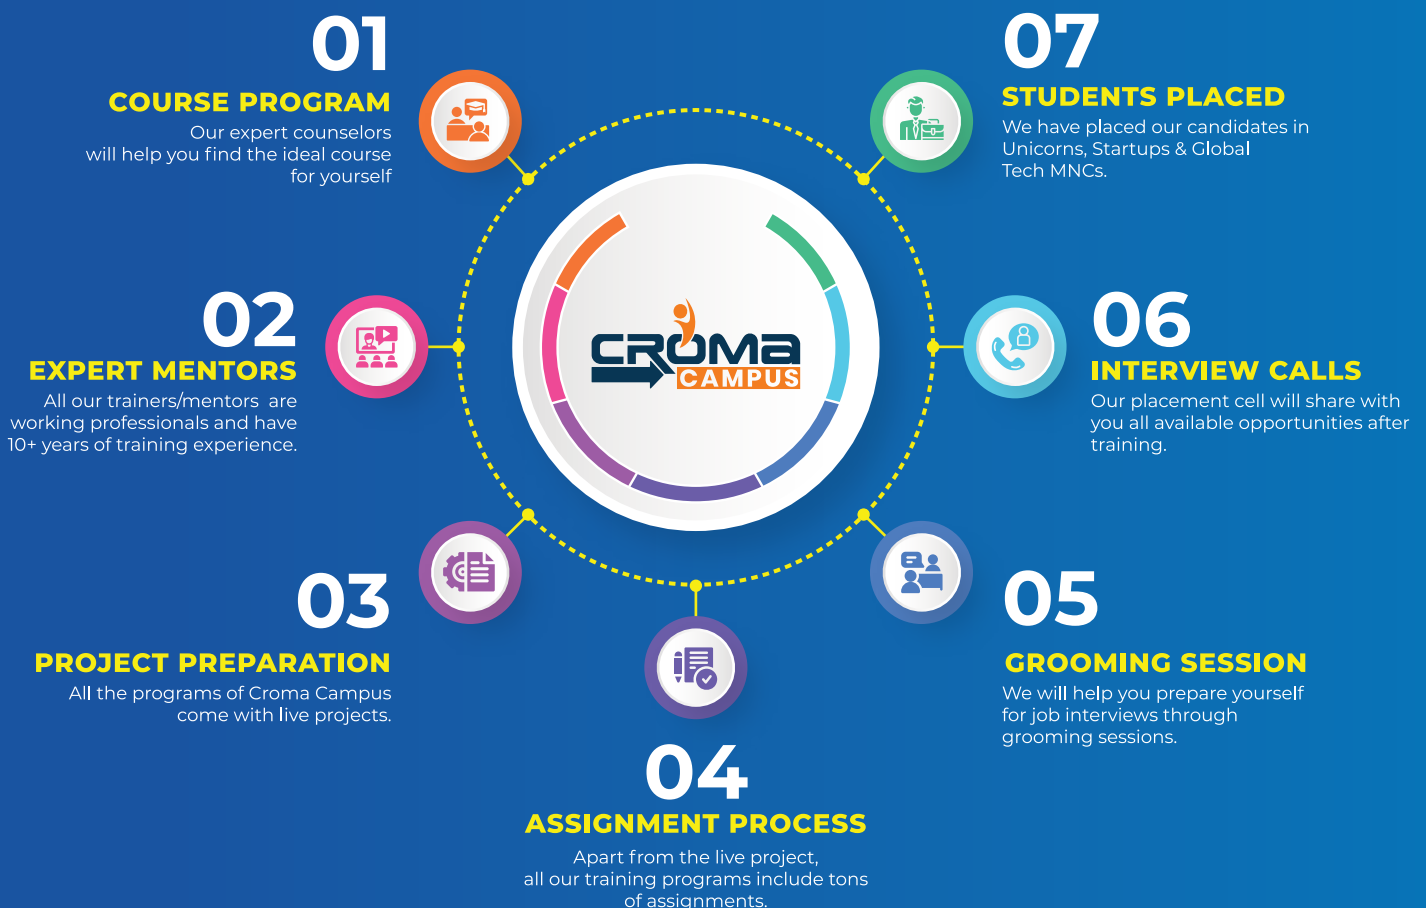 01
COURSE PROGRAM
Our expert counselors
will help you find the ideal course
for yourself
02
EXPERT MENTORS
All our trainers/mentors are
working professionals and have
10+ years of training experience.
03
PROJECT PREPARATION
All the programs of Croma Campus
come with live projects.
04
ASSIGNMENT PROCESS
Apart from the live project,
all our training programs include tons
of assignments.
05
GROOMING SESSION
We will help you prepare yourself
for job interviews through
grooming sessions.
06
INTERVIEW CALLS
Our placement cell will share with
you all available opportunities after
training.
07
STUDENTS PLACED
We have placed our candidates in
Unicorns, Startups & Global
Tech MNCs.
CROMA
CAMPUS